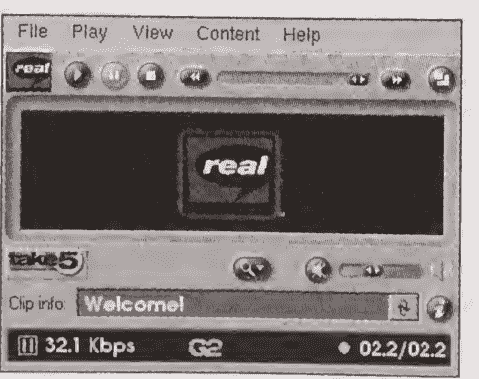 File Play View Content Help
real
real
take5
Clip info: Welcome!
32.1 Kbps G2 02.2/02.2